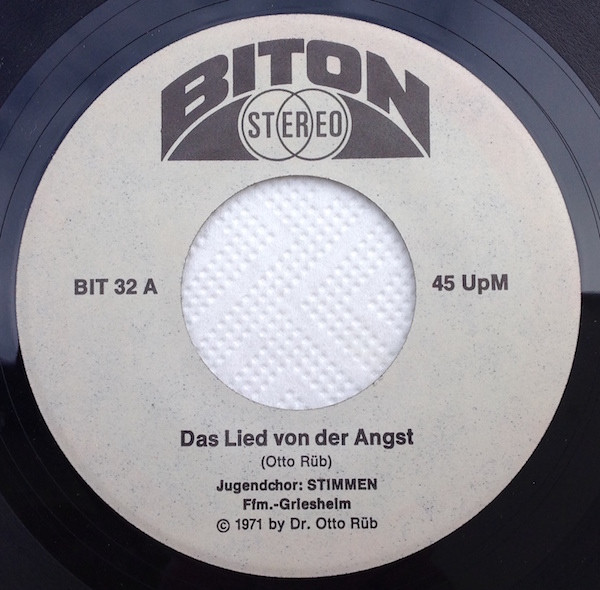 BITON
STEREO
BIT 32 A
45 UpM
Das Lied von der Angst
(Otto Rüb)
Jugendchor: STIMMEN
Ffm.-Griesheim
© 1971 by Dr. Otto Rüb